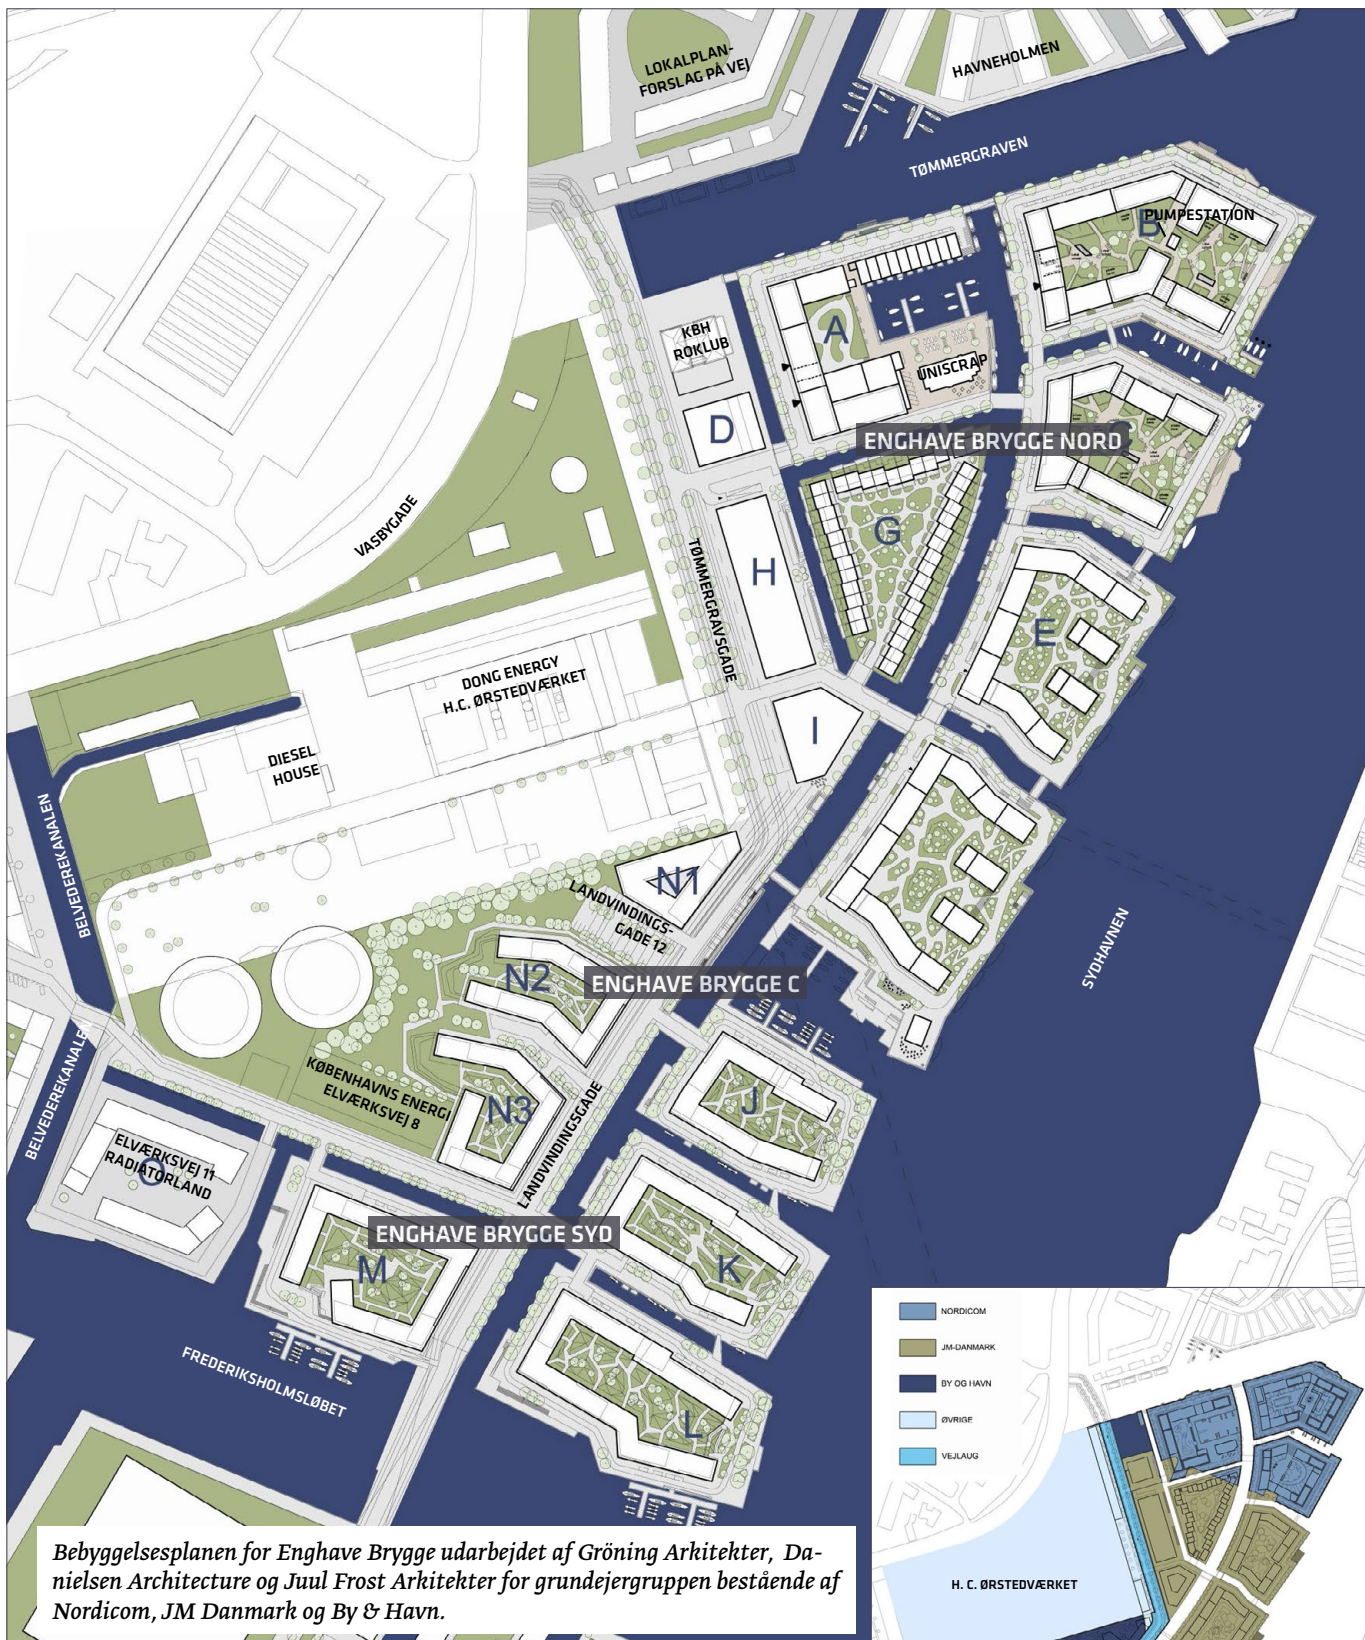 LOKALPLAN-
FORSLAG PÅ VEJ
HAVNEHOLMEN
TØMMERGRAVEN
B
PUMPESTATION
KBH
ROKLUB
A
UNISCRAP
D
ENGHAVE BRYGGE NORD
C
VASBYGADE
TØMMERGRAVSGADE
H
G
E
DONG ENERGY
H.C. ØRSTEDVÆRKET
DIESEL
HOUSE
I
BELVEDEREKANALEN
N1
LANDVINDINGS-
GADE 12
SYDHAVNEN
N2
ENGHAVE BRYGGE C
BELVEDEREKANALEN
KØBENHAVNS ENERGI
ELVÆRKSVEJ 8
N3
J
LANDVINDINGSGADE
ELVÆRKSVEJ 11
RADIATORLAND
O
ENGHAVE BRYGGE SYD
M
K
FREDERIKSHOLMSLØBET
L
NORDICOM
JM-DANMARK
BY OG HAVN
ØVRIGE
VEJLAUG
H. C. ØRSTEDVÆRKET
Bebyggelsesplanen for Enghave Brygge udarbejdet af Gröning Arkitekter, Da-
nielsen Architecture og Juul Frost Arkitekter for grundejergruppen bestående af
Nordicom, JM Danmark og By & Havn.